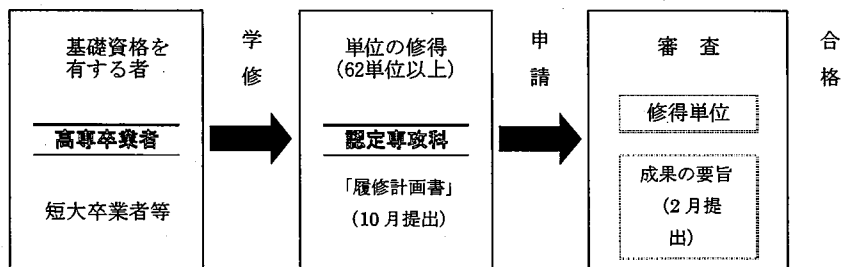 基礎資格を
有する者
高専卒業者
短大卒業者等
学
修
単位の修得
(62単位以上)
認定専攻科
「履修計画書」
(10月提出)
申
請
審 査
修得単位
成果の要旨
(2月提
出)
合
格